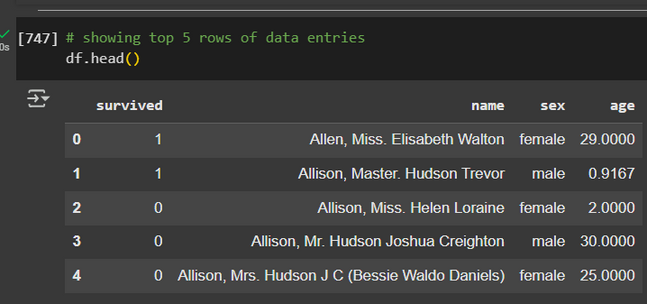 [747] # showing top 5 rows of data entries
0s df.head()
survived name sex age
0 1 Allen, Miss. Elisabeth Walton female 29.0000
1 1 Allison, Master. Hudson Trevor male 0.9167
2 0 Allison, Miss. Helen Loraine female 2.0000
3 0 Allison, Mr. Hudson Joshua Creighton male 30.0000
4 0 Allison, Mrs. Hudson J C (Bessie Waldo Daniels) female 25.0000